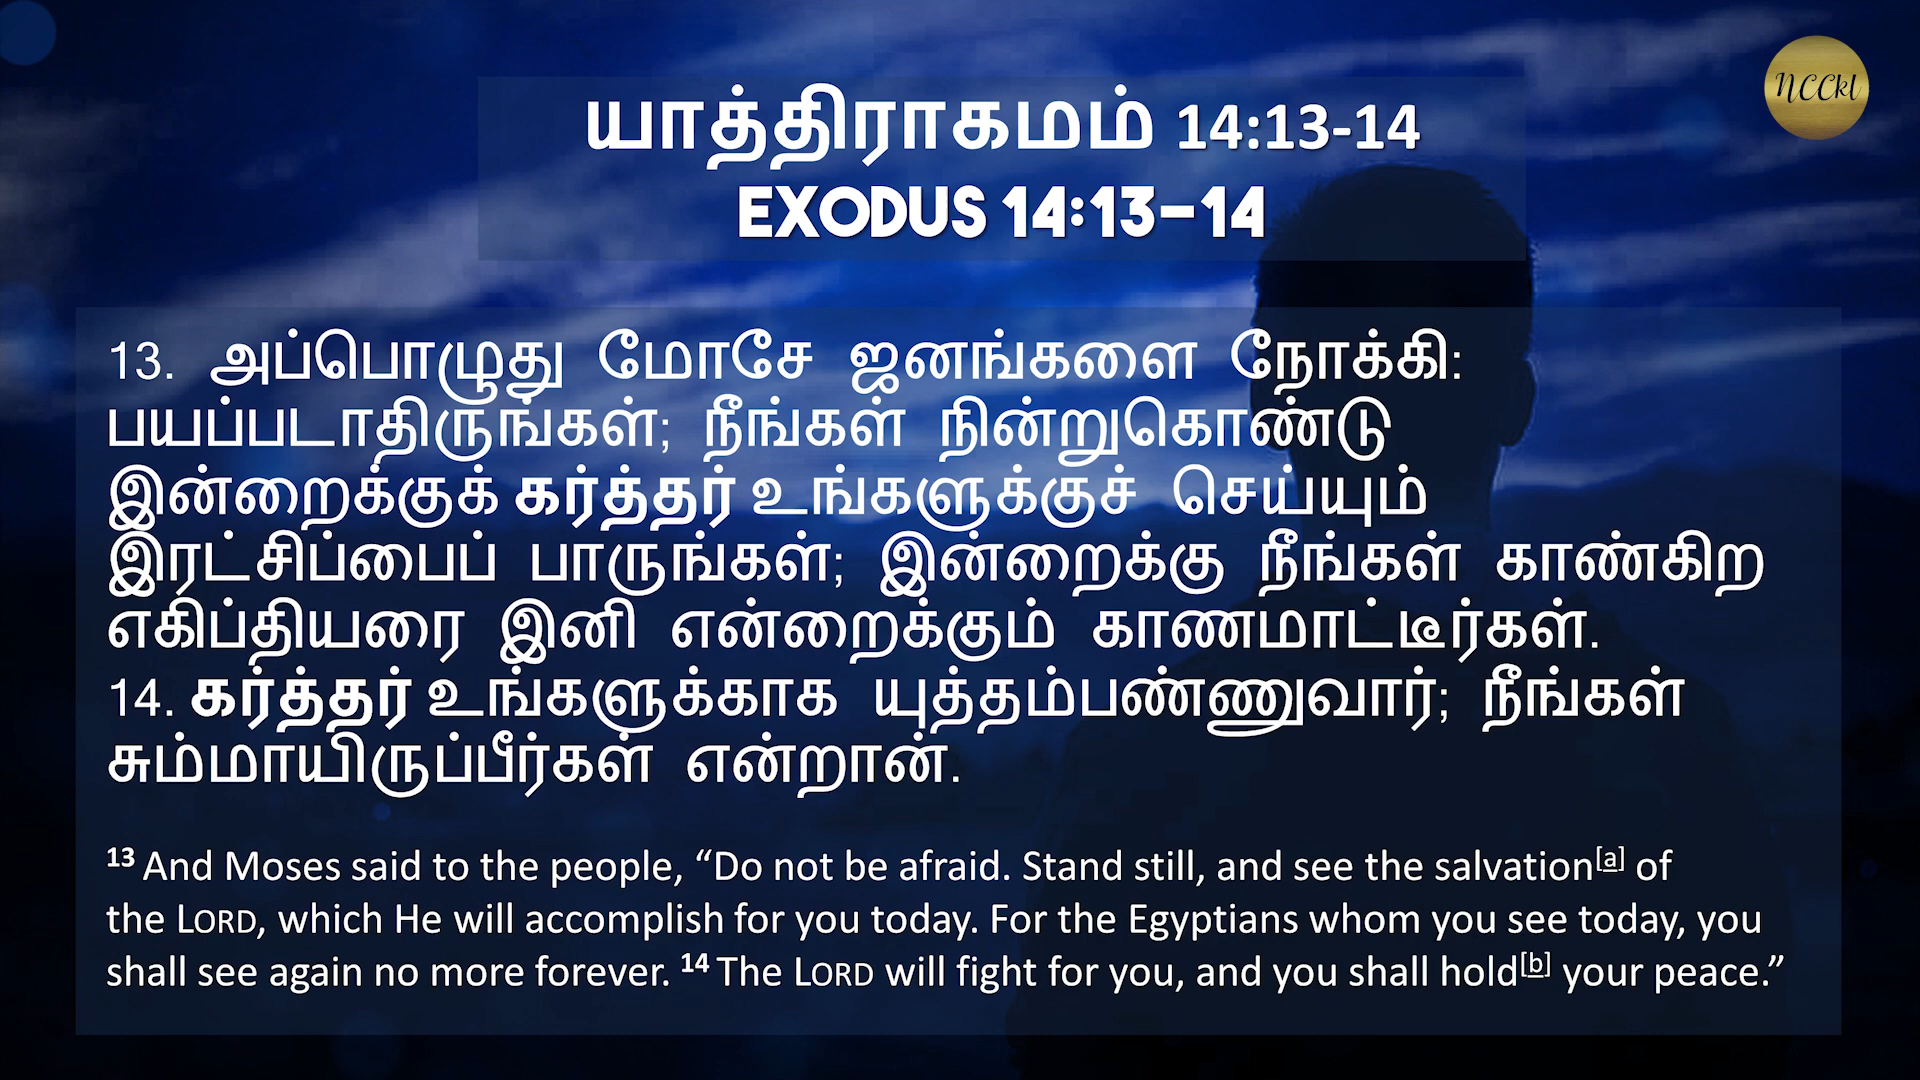 NCCkl
யாத்திராகமம் 14:13-14
EXODUS 14:13-14
13. அப்பொழுது மோசே ஜனங்களை நோக்கி:
பயப்படாதிருங்கள்; நீங்கள் நின்றுகொண்டு
இன்றைக்குக் கர்த்தர் உங்களுக்குச் செய்யும்
இரட்சிப்பைப் பாருங்கள்; இன்றைக்கு நீங்கள் காண்கிற
எகிப்தியரை இனி என்றைக்கும் காணமாட்டீர்கள்.
14. கர்த்தர் உங்களுக்காக யுத்தம்பண்ணுவார்; நீங்கள்
சும்மாயிருப்பீர்கள் என்றான்.
13 And Moses said to the people, “Do not be afraid. Stand still, and see the salvation[a] of
the LORD, which He will accomplish for you today. For the Egyptians whom you see today, you
shall see again no more forever. 14 The LORD will fight for you, and you shall hold[b] your peace.”